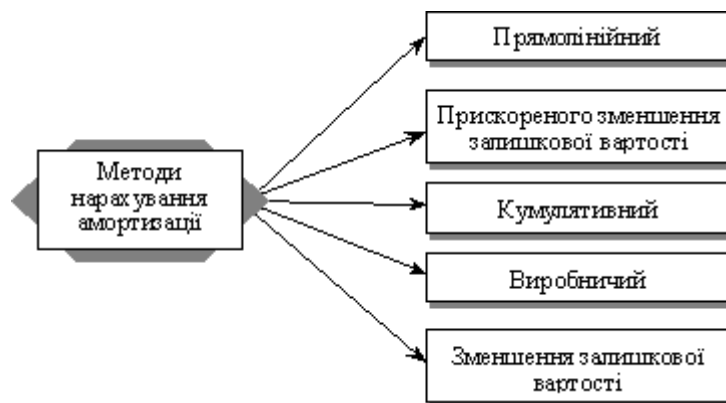 Методи
нарахування
амортизації
Прямолінійний
Прискореного зменшення
залишкової вартості
Кумулятивний
Виробничий
Зменшення залишкової
вартості